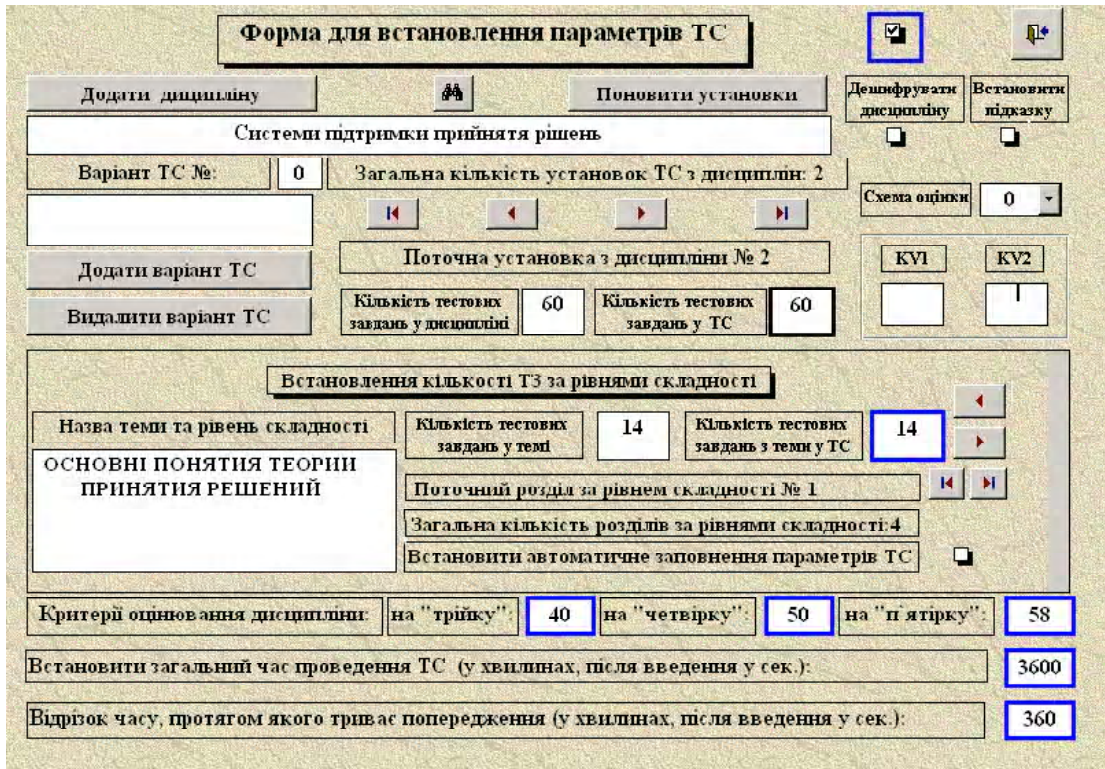 Форма для встановлення параметрів ТС
Додати диципліну
Поновити установки
Дешифрувати
дисципліну
Встановити
підказку
Системи підтримки прийнятя рішень
Варіант ТС №:
0
Загальна кількість установок ТС з дисциплін: 2
Схема оцінки
0
Поточна установка з дисципліни № 2
KV1
KV2
Додати варіант ТС
Видалити варіант ТС
Кількість тестових
завдань у дисципліні
60
Кількість тестових
завдань у ТС
60
Встановлення кількості ТЗ за рівнями складності
Назва теми та рівень складності
Кількість тестових
завдань у темі
14
Кількість тестових
завдань з теми у ТС
14
ОСНОВНІ ПОНЯТИЯ ТЕОРИИ
ПРИНЯТИЯ РЕШЕНИЙ
Поточний розділ за рівнем складності № 1
Загальна кількість розділів за рівнями складності:4
Встановити автоматичне заповнення параметрів ТС
Критерії оцінювання дисципліни:
на "трійку":
40
на "четвірку":
50
на "п`ятірку":
58
Встановити загальний час проведення ТС (у хвилинах, після введення у сек.):
3600
Відрізок часу, протягом якого триває попередження (у хвилинах, після введення у сек.):
360